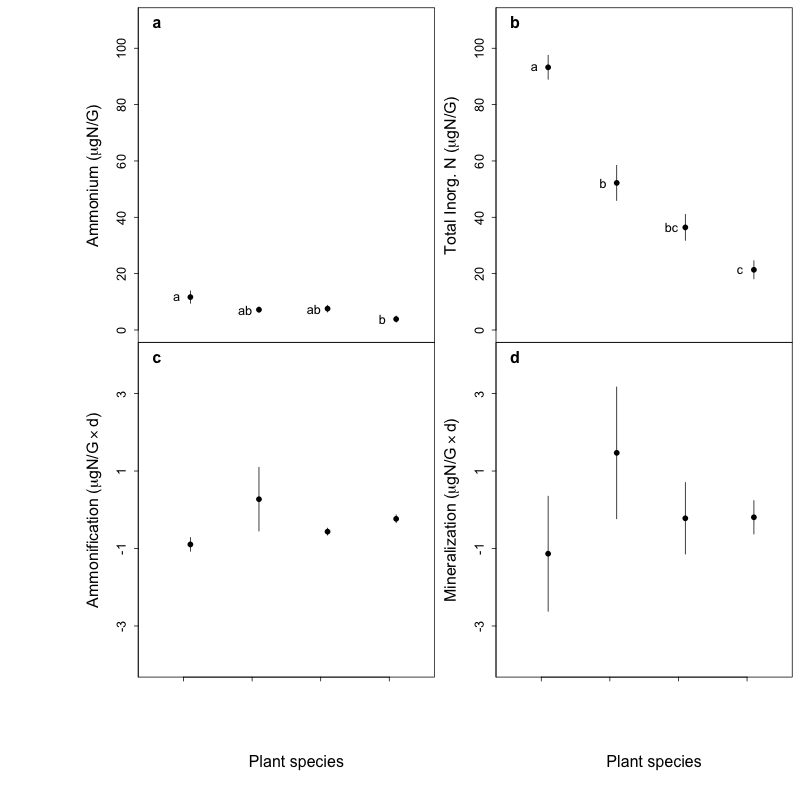 a
Ammonium (μgN/G)
100
80
60
40
20
0
a
ab
ab
b
b
Total Inorg. N (μgN/G)
100
80
60
40
20
0
a
b
bc
c
c
Ammonification (μgN/G × d)
3
1
-1
-3
d
Mineralization (μgN/G × d)
3
1
-1
-3
Plant species
Plant species